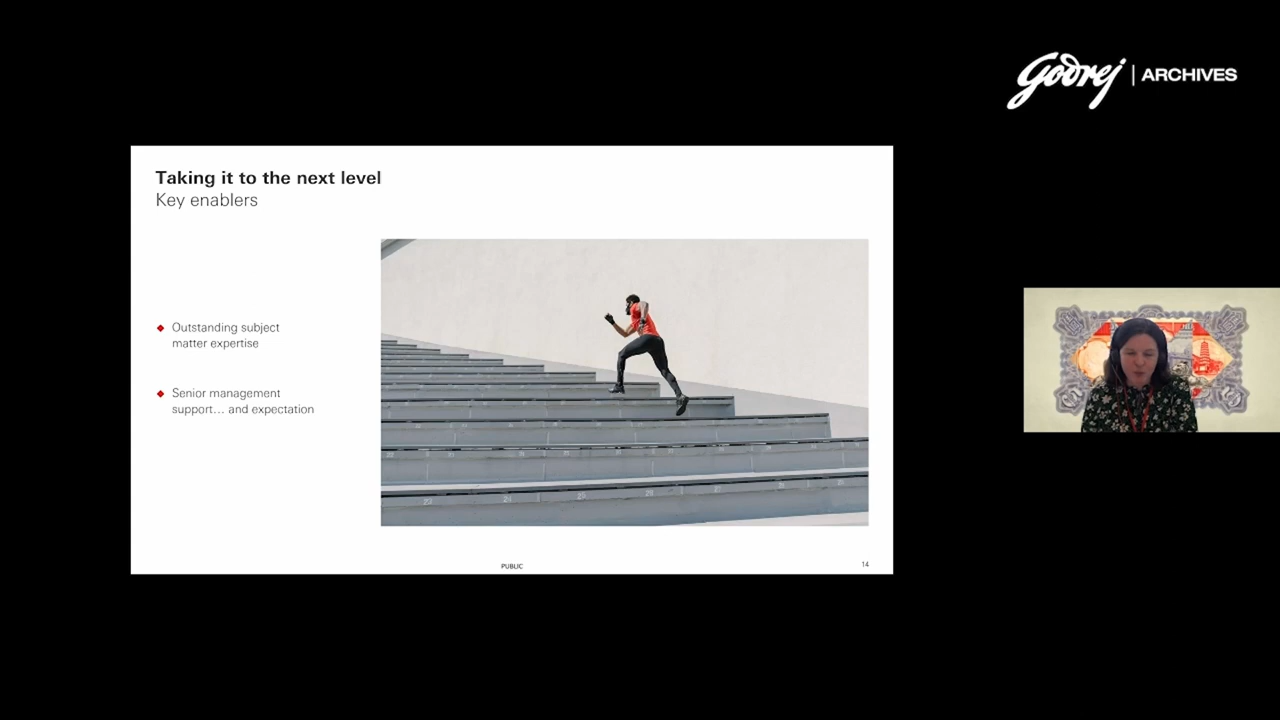 Godrej | ARCHIVES
Taking it to the next level
Key enablers
Outstanding subject
matter expertise
Senior management
support... and expectation
PUBLIC
14